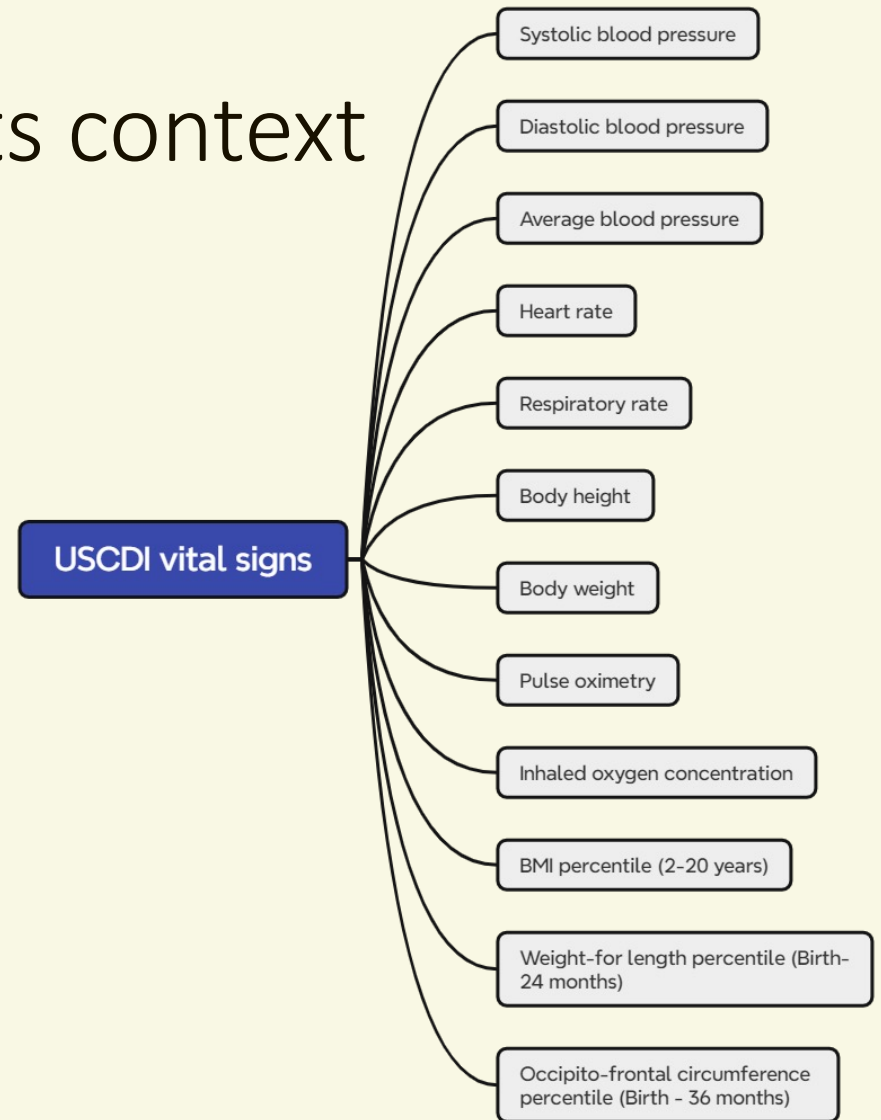 ts context
Systolic blood pressure
Diastolic blood pressure
Average blood pressure
Heart rate
Respiratory rate
Body height
USCDI vital signs
Body weight
Pulse oximetry
Inhaled oxygen concentration
BMI percentile (2-20 years)
Weight-for length percentile (Birth-
24 months)
Occipito-frontal circumference
percentile (Birth - 36 months)